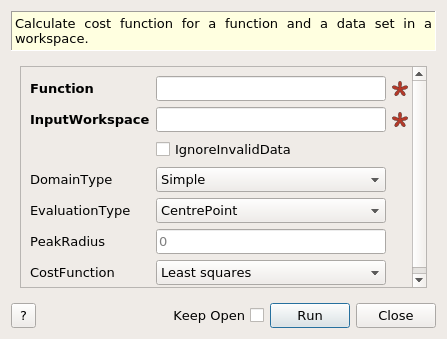 Calculate cost function for a function and a data set in a
workspace.
Function
InputWorkspace
IgnoreInvalidData
DomainType Simple
EvaluationType CentrePoint
PeakRadius 0
CostFunction Least squares
? Keep Open Run Close